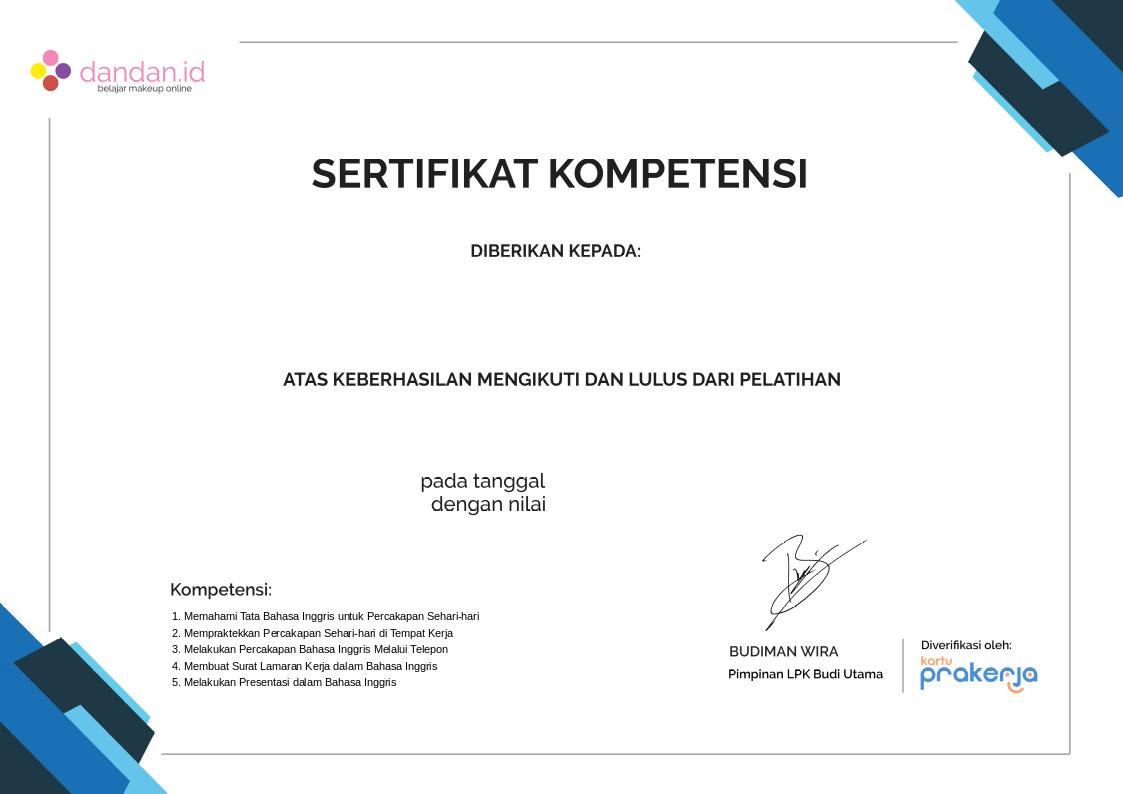 dandan.id
belajar makeup online
SERTIFIKAT KOMPETENSI
DIBERIKAN KEPADA:
ATAS KEBERHASILAN MENGIKUTI DAN LULUS DARI PELATIHAN
pada tanggal
dengan nilai
Kompetensi:
1. Memahami Tata Bahasa Inggris untuk Percakapan Sehari-hari
2. Mempraktekkan Percakapan Sehari-hari di Tempat Kerja
3. Melakukan Percakapan Bahasa Inggris Melalui Telepon
4. Membuat Surat Lamaran Kerja dalam Bahasa Inggris
5. Melakukan Presentasi dalam Bahasa Inggris
BUDIMAN WIRA
Pimpinan LPK Budi Utama
Diverifikasi oleh:
kartu
prakerja